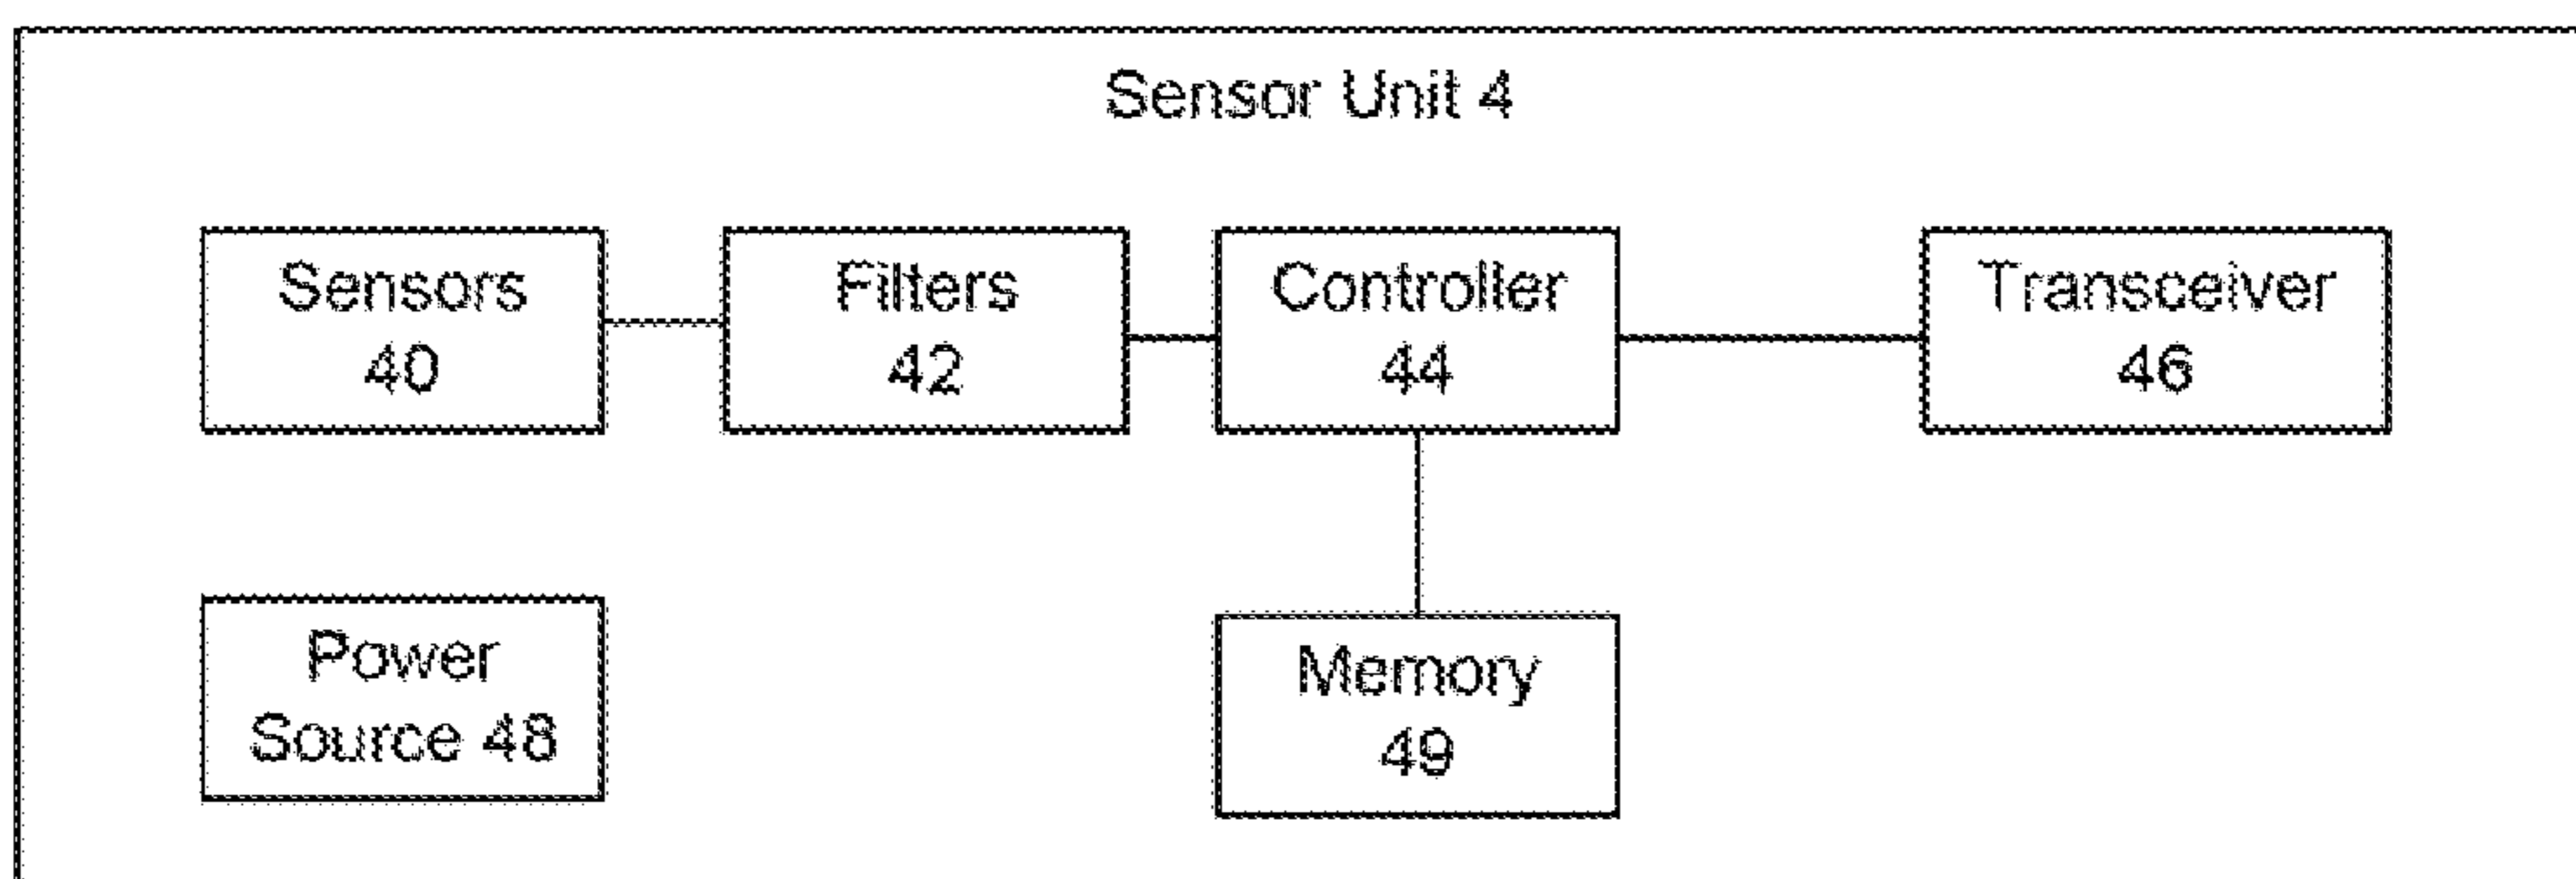 Sensor Unit 4
Sensors
40
Filters
42
Controller
44
Transceiver
46
Power
Source 48
Memory
49